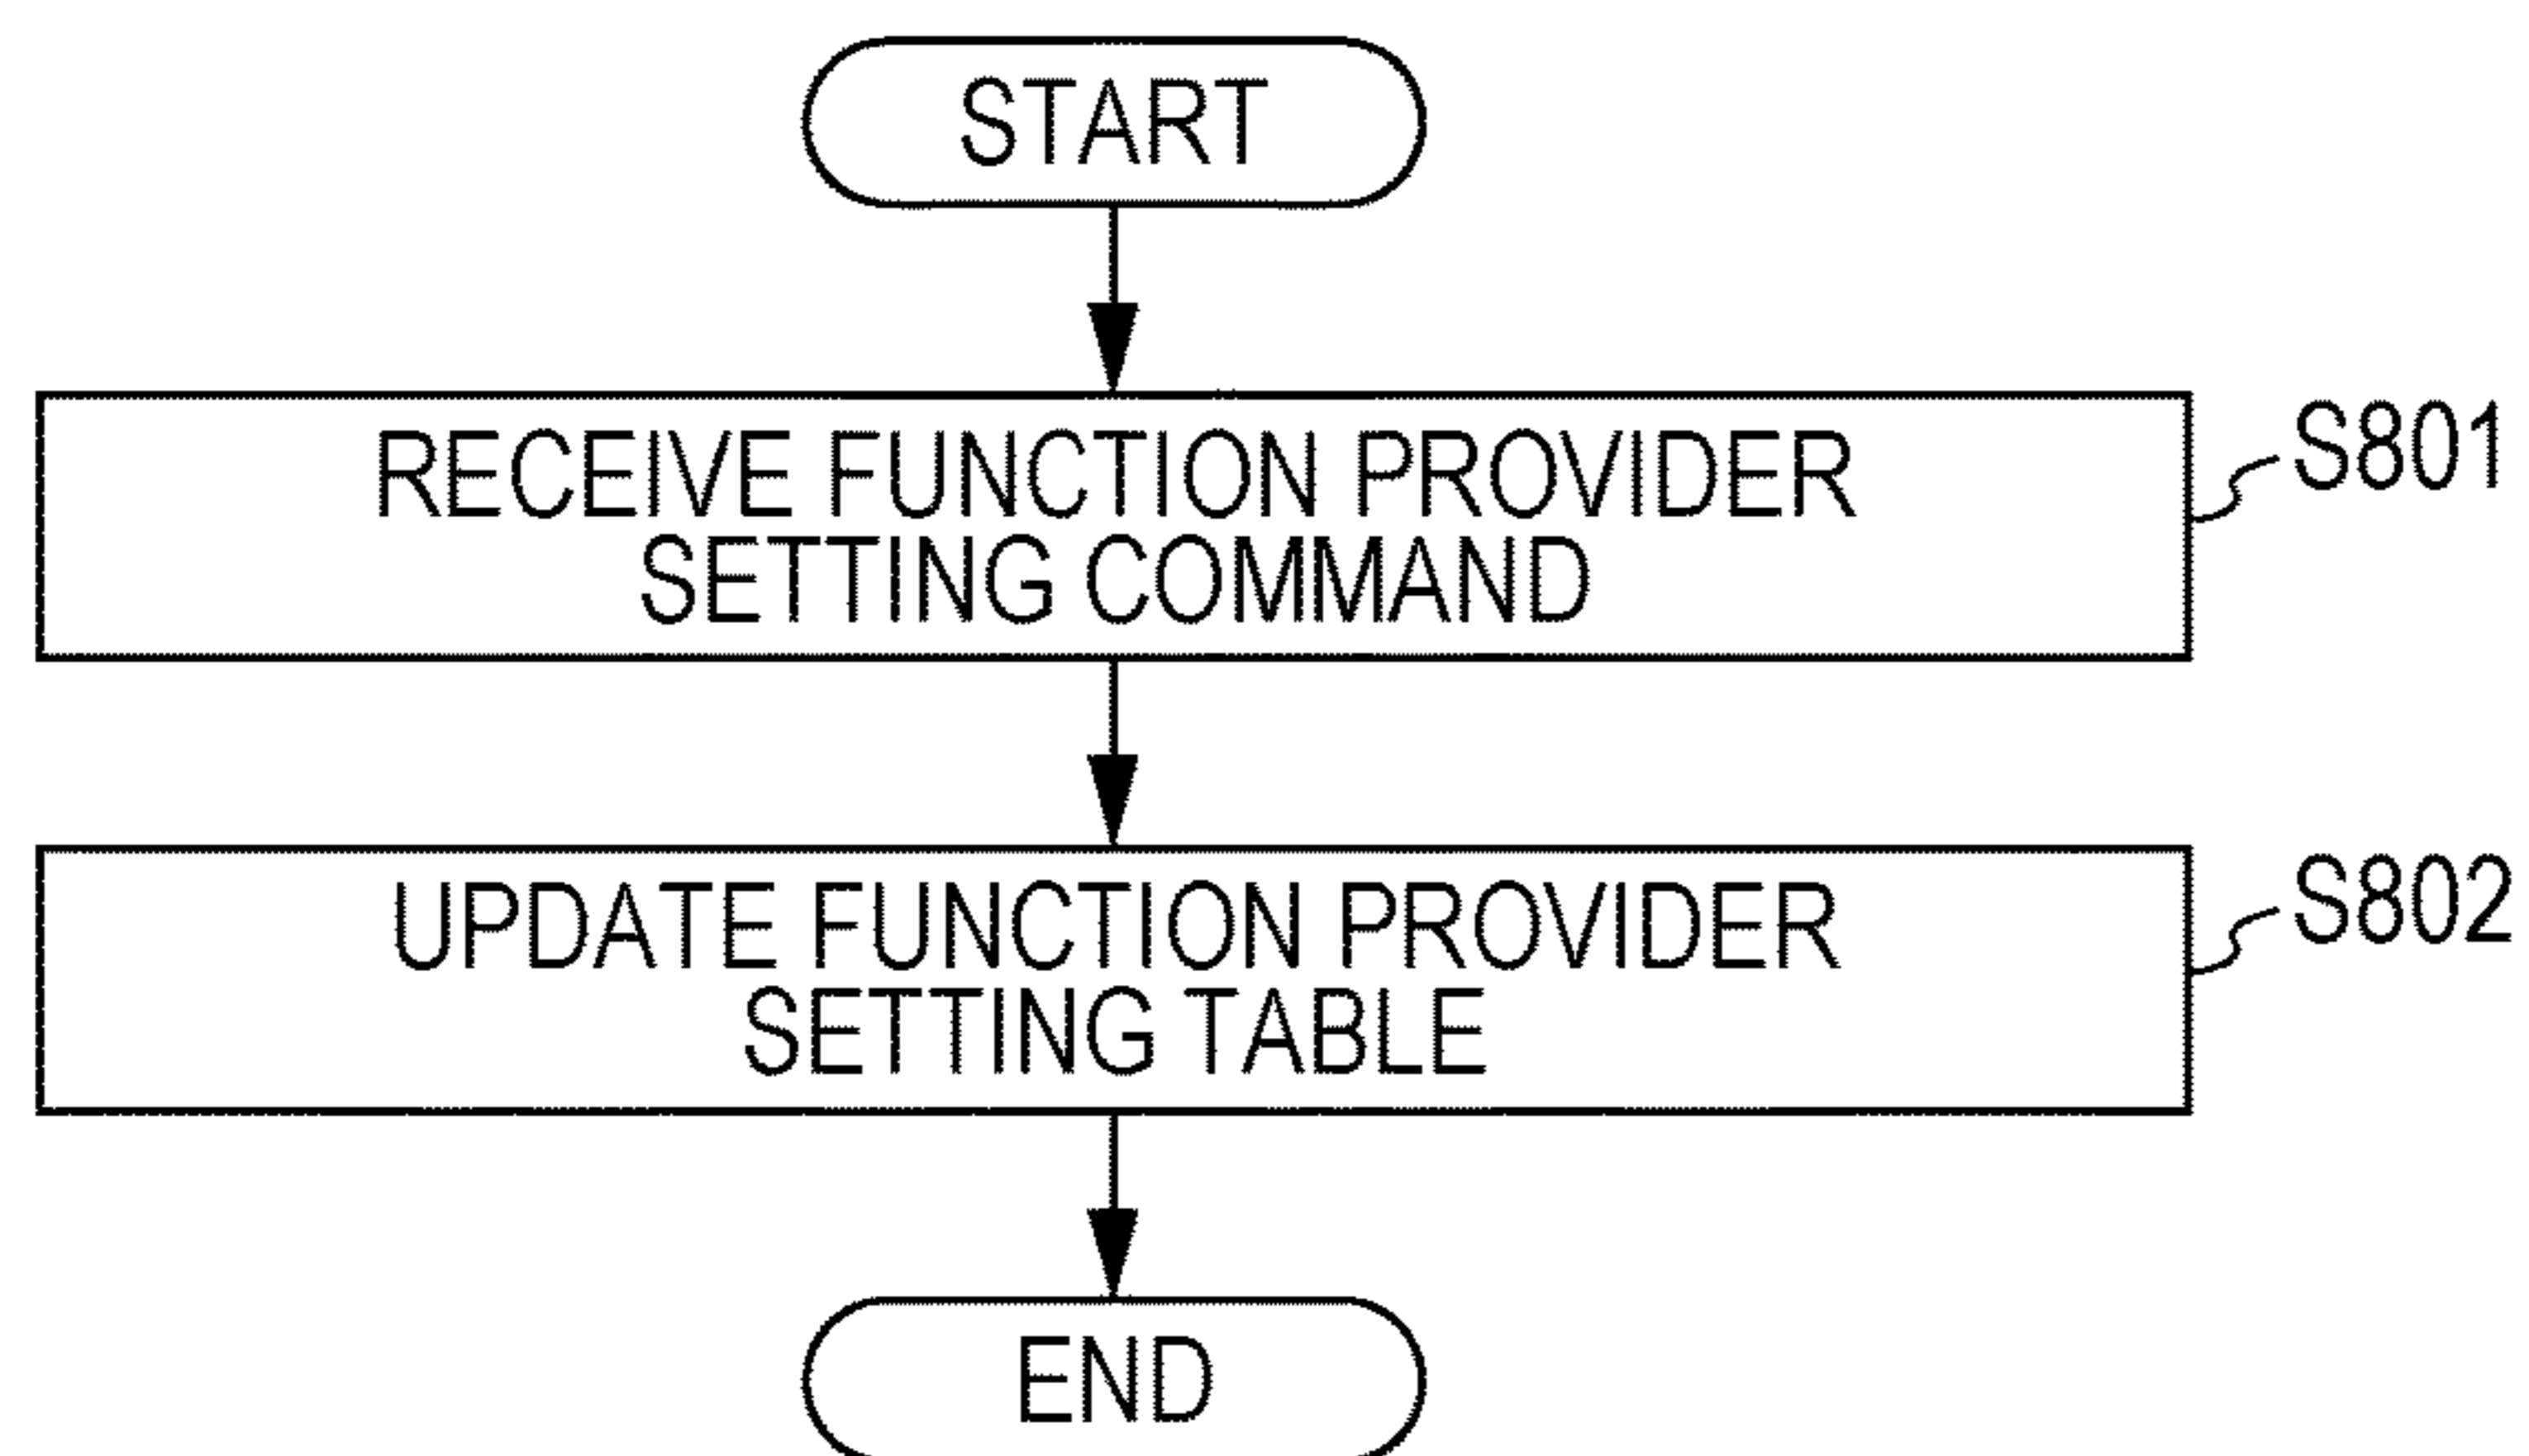 START
RECEIVE FUNCTION PROVIDER
SETTING COMMAND
S801
UPDATE FUNCTION PROVIDER
SETTING TABLE
S802
END